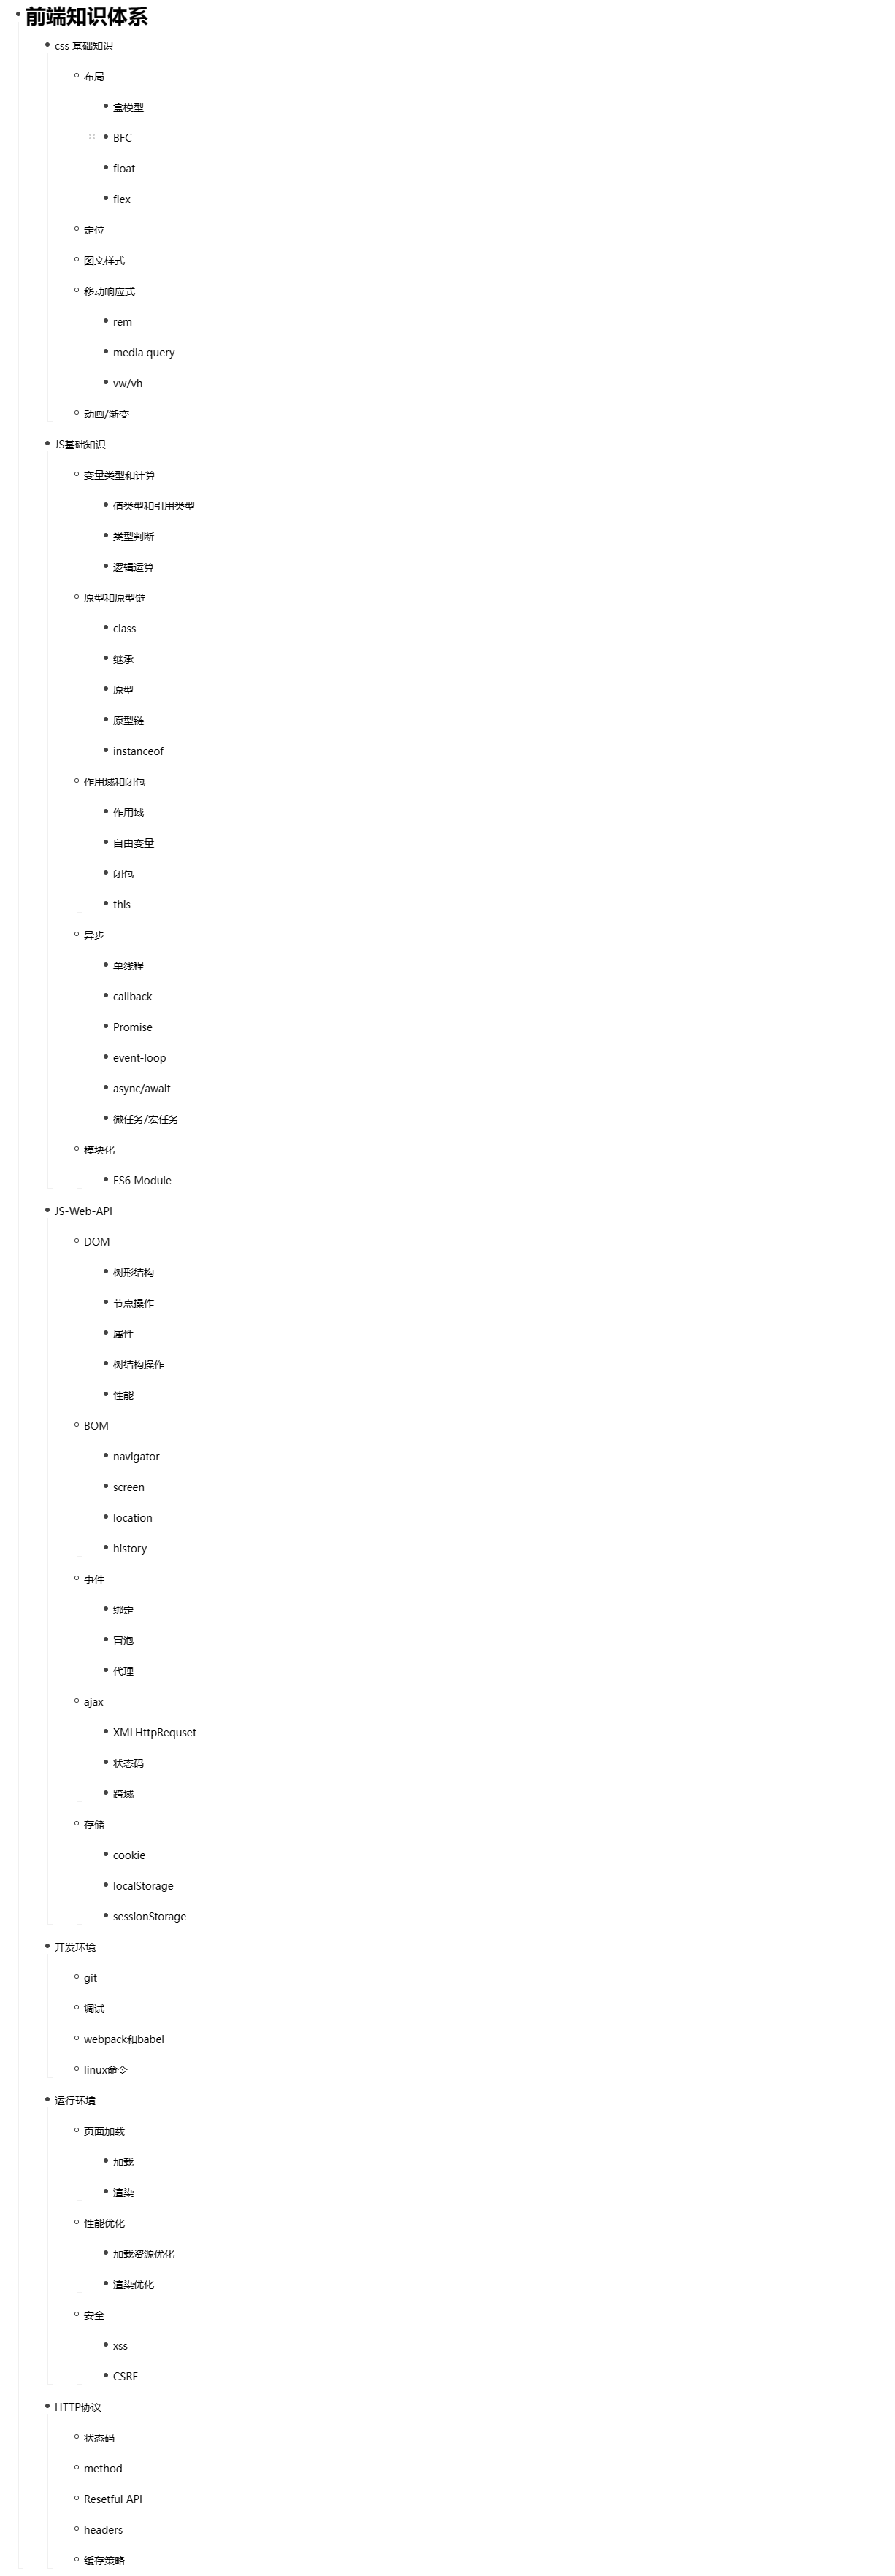 前端知识体系
css 基础知识
布局
盒模型
BFC
float
flex
定位
图文样式
移动响应式
rem
media query
vw/vh
动画/渐变
JS基础知识
变量类型和计算
值类型和引用类型
类型判断
逻辑运算
原型和原型链
class
继承
原型
原型链
instanceof
作用域和闭包
作用域
自由变量
闭包
this
异步
单线程
callback
Promise
event-loop
async/await
微任务/宏任务
模块化
ES6 Module
JS-Web-API
DOM
树形结构
节点操作
属性
树结构操作
性能
BOM
navigator
screen
location
history
事件
绑定
冒泡
代理
ajax
XMLHttpRequset
状态码
跨域
存储
cookie
localStorage
sessionStorage
开发环境
git
调试
webpack和babel
linux命令
运行环境
页面加载
加载
渲染
性能优化
加载资源优化
渲染优化
安全
xss
CSRF
HTTP协议
状态码
method
Resetful API
headers
缓存策略